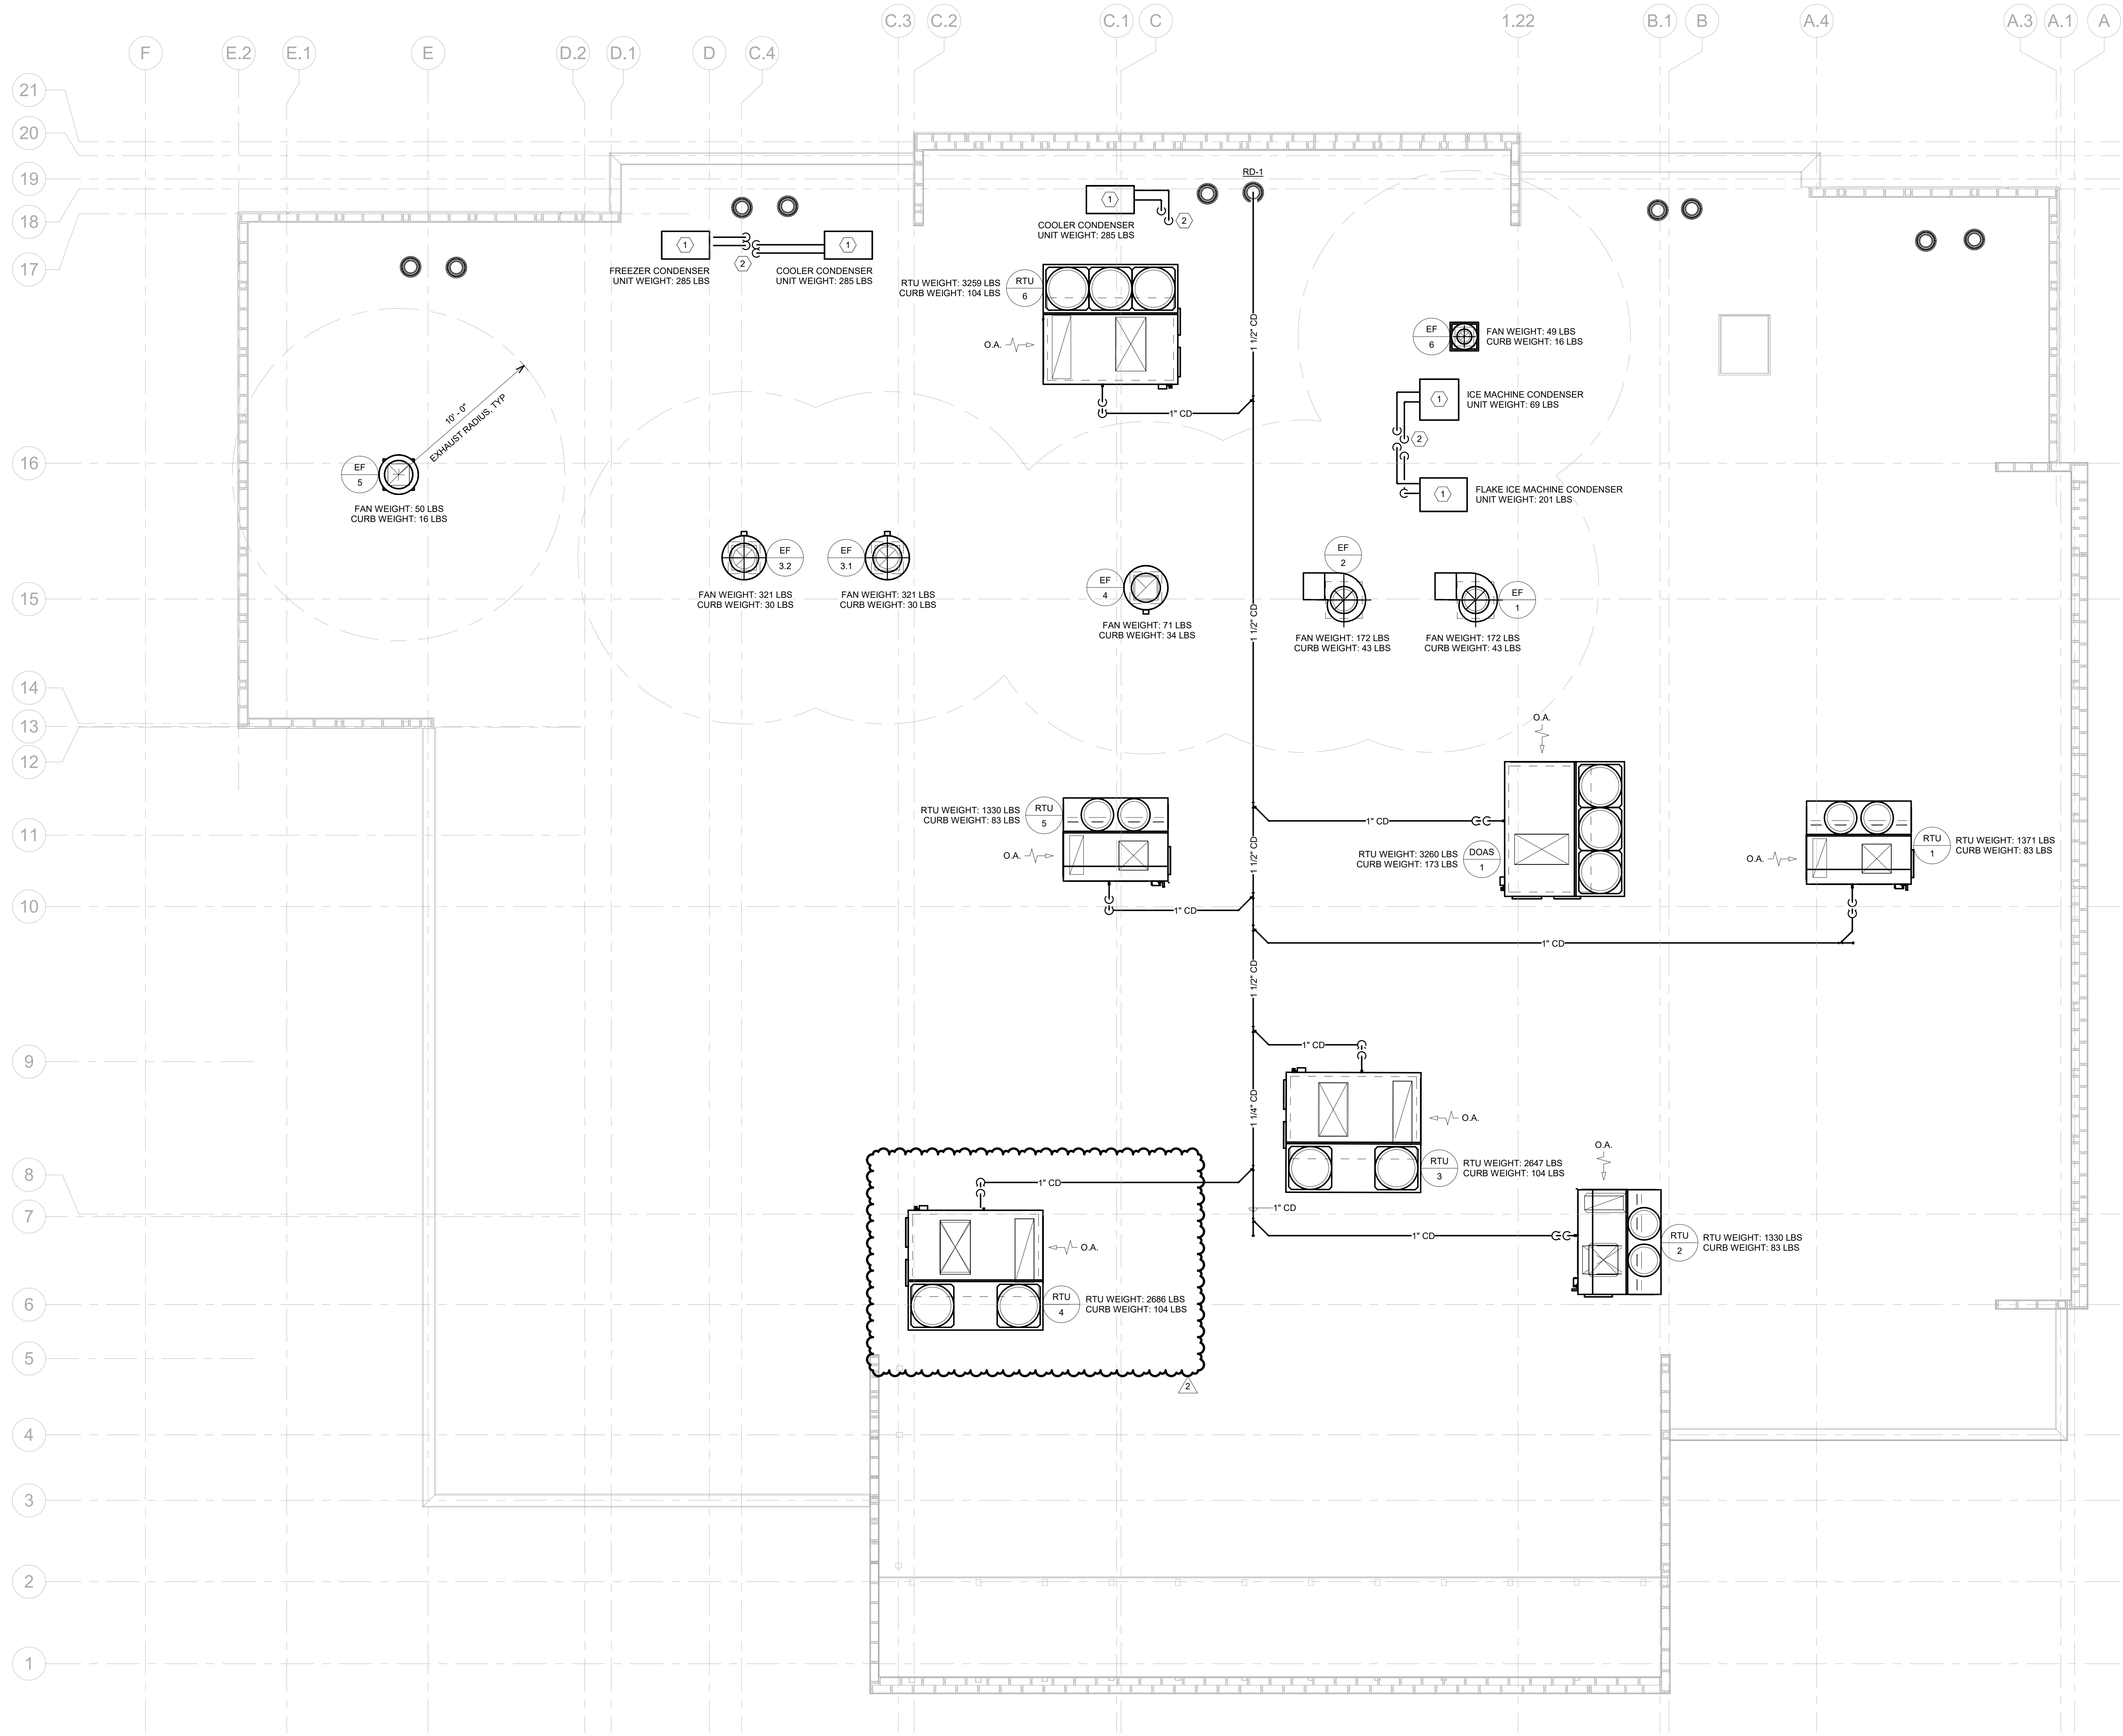 C.3
C.2
C.1
C
1.22
B.1
B
A.4
A.3
A.1
A
F
E.2
E.1
E
D.2
D.1
D
C.4
21
20
19
18
17
16
15
14
13
12
11
10
9
8
7
6
5
4
3
2
1
RD-1
1
2
COOLER CONDENSER
UNIT WEIGHT: 285 LBS
1
1
2
FREEZER CONDENSER
UNIT WEIGHT: 285 LBS
COOLER CONDENSER
UNIT WEIGHT: 285 LBS
RTU WEIGHT: 3259 LBS
CURB WEIGHT: 104 LBS
RTU
6
O.A.
1" CD
1 1/2" CD
EF
6
FAN WEIGHT: 49 LBS
CURB WEIGHT: 16 LBS
1
ICE MACHINE CONDENSER
UNIT WEIGHT: 69 LBS
2
1
FLAKE ICE MACHINE CONDENSER
UNIT WEIGHT: 201 LBS
10' - 0"
EXHAUST RADIUS, TYP
EF
5
FAN WEIGHT: 50 LBS
CURB WEIGHT: 16 LBS
EF
3.2
FAN WEIGHT: 321 LBS
CURB WEIGHT: 30 LBS
EF
3.1
FAN WEIGHT: 321 LBS
CURB WEIGHT: 30 LBS
EF
4
FAN WEIGHT: 71 LBS
CURB WEIGHT: 34 LBS
1 1/2" CD
EF
2
FAN WEIGHT: 172 LBS
CURB WEIGHT: 43 LBS
EF
1
FAN WEIGHT: 172 LBS
CURB WEIGHT: 43 LBS
O.A.
RTU WEIGHT: 1330 LBS
CURB WEIGHT: 83 LBS
RTU
5
O.A.
1" CD
1 1/2" CD
1" CD
RTU WEIGHT: 3260 LBS
CURB WEIGHT: 173 LBS
DOAS
1
O.A.
RTU
1
RTU WEIGHT: 1371 LBS
CURB WEIGHT: 83 LBS
1" CD
1 1/2" CD
1" CD
O.A.
1 1/4" CD
RTU
3
RTU WEIGHT: 2647 LBS
CURB WEIGHT: 104 LBS
O.A.
1" CD
1" CD
1" CD
RTU
2
RTU WEIGHT: 1330 LBS
CURB WEIGHT: 83 LBS
O.A.
RTU
4
RTU WEIGHT: 2686 LBS
CURB WEIGHT: 104 LBS
2